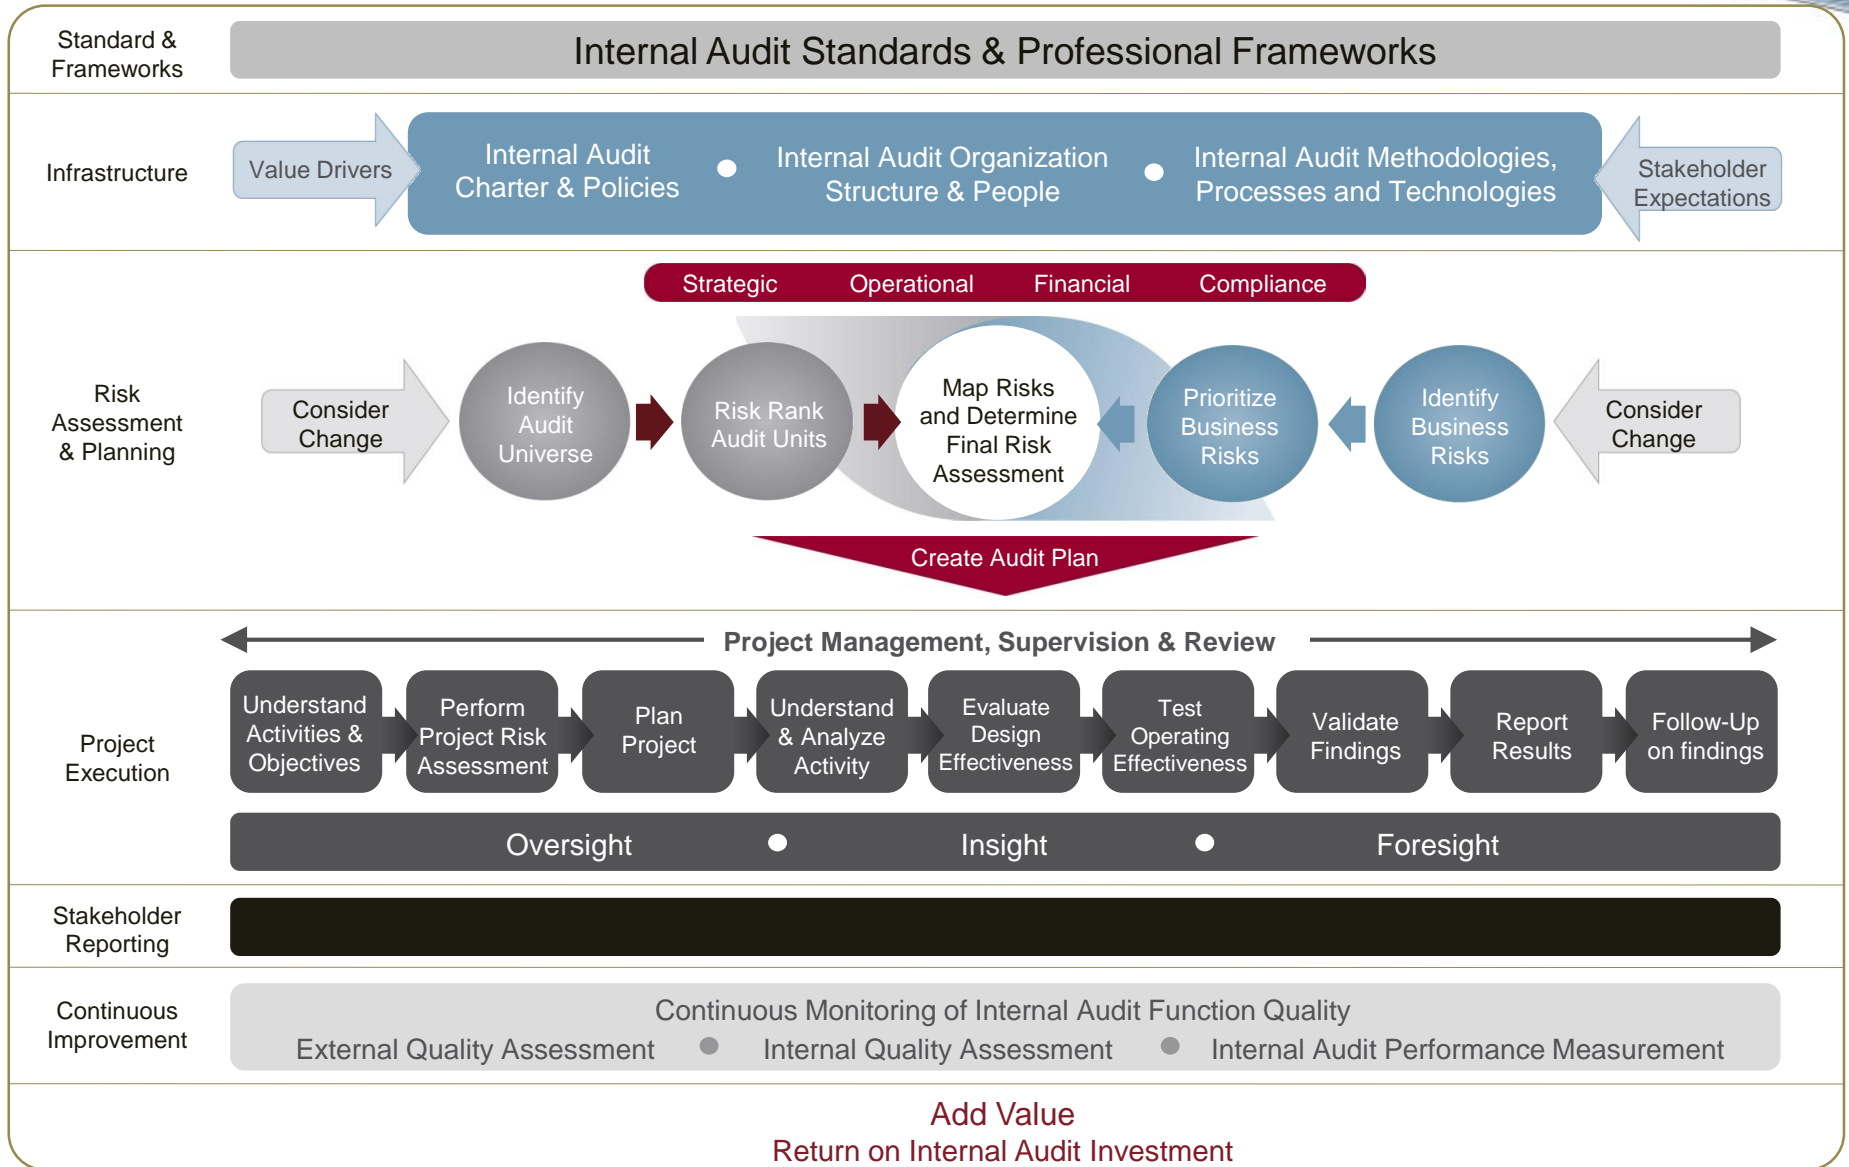 Standard &
Frameworks
Internal Audit Standards & Professional Frameworks
Infrastructure
Value Drivers
Internal Audit
Charter & Policies
Internal Audit Organization
Structure & People
Internal Audit Methodologies,
Processes and Technologies
Stakeholder
Expectations
Strategic Operational Financial Compliance
Risk
Assessment
& Planning
Consider
Change
Identify
Audit
Universe
Risk Rank
Audit Units
Map Risks
and Determine
Final Risk
Assessment
Prioritize
Business
Risks
Identify
Business
Risks
Consider
Change
Create Audit Plan
Project Management, Supervision & Review
Project
Execution
Understand
Activities &
Objectives
Perform
Project Risk
Assessment
Plan
Project
Understand
& Analyze
Activity
Evaluate
Design
Effectiveness
Test
Operating
Effectiveness
Validate
Findings
Report
Results
Follow-Up
on findings
Oversight • Insight • Foresight
Stakeholder
Reporting
Continuous
Improvement
Continuous Monitoring of Internal Audit Function Quality
External Quality Assessment • Internal Quality Assessment • Internal Audit Performance Measurement
Add Value
Return on Internal Audit Investment